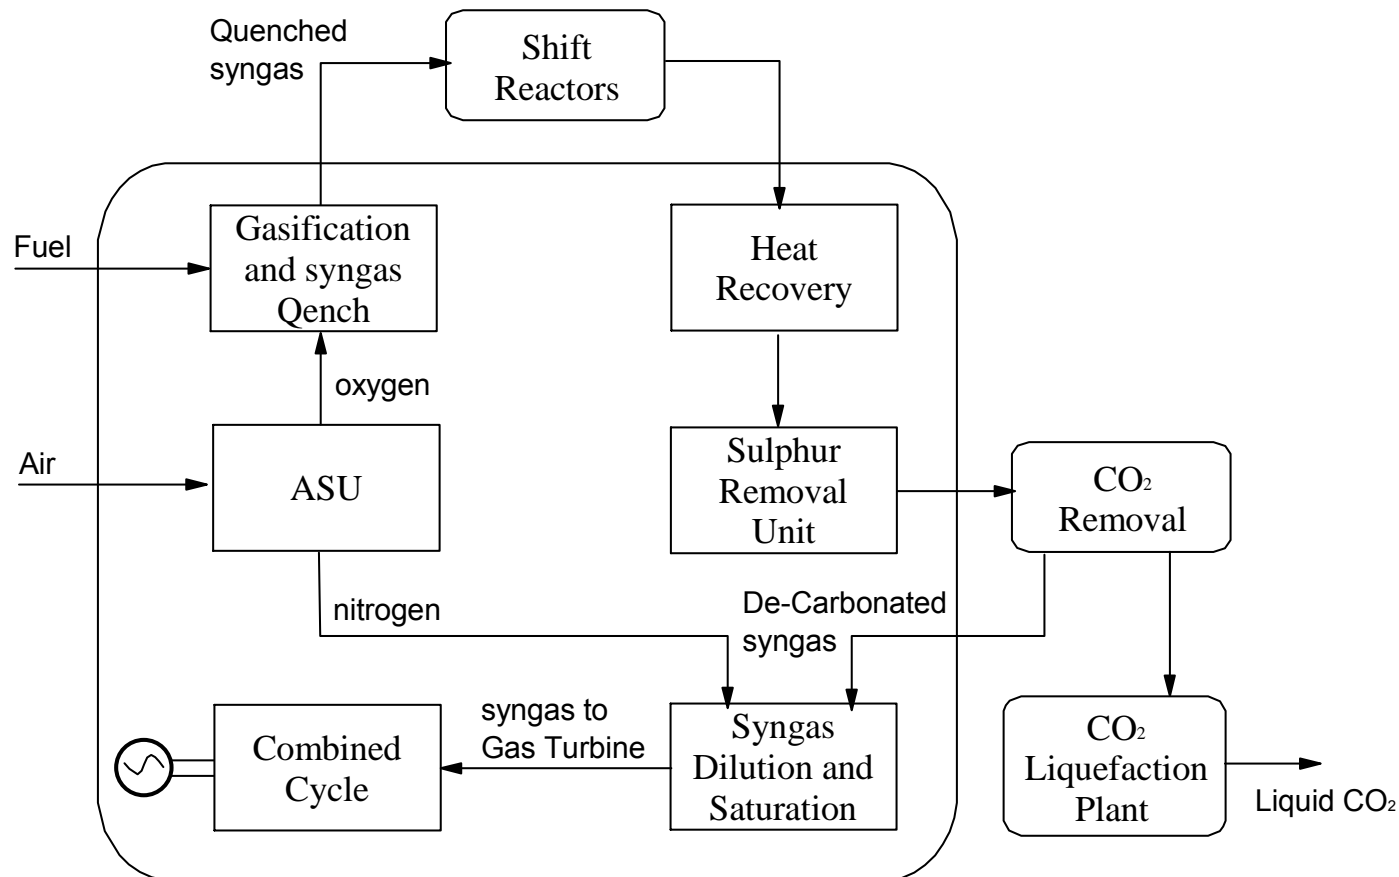 Quenched
syngas
Shift
Reactors
Fuel
Gasification
and syngas
Qench
Heat
Recovery
oxygen
Air
ASU
Sulphur
Removal
Unit
CO₂
Removal
nitrogen
De-Carbonated
syngas
Combined
Cycle
syngas to
Gas Turbine
Syngas
Dilution and
Saturation
CO₂
Liquefaction
Plant
Liquid CO₂